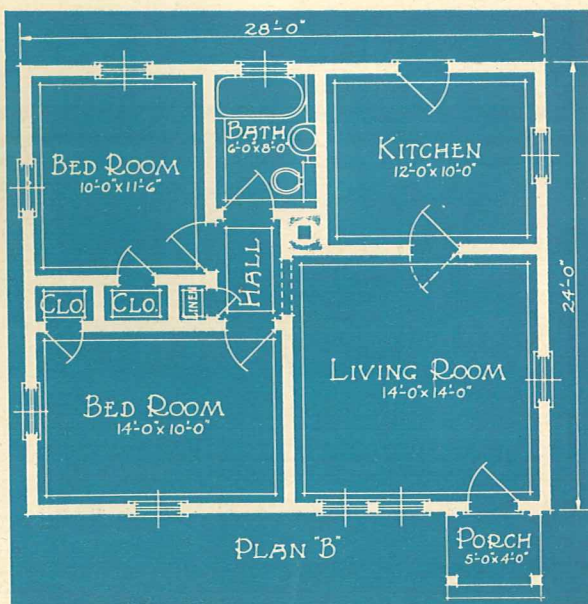 28'-0"
BATH
6'-0"x8'-0"
KITCHEN
12'-0"x10'-0"
BED ROOM
10'-0"x11'-6"
HALL
24'-0"
CLO.
CLO.
LINEN
LIVING ROOM
14'-0"x14'-0"
BED ROOM
14'-0"x10'-0"
PLAN "B"
PORCH
5'-0"x4'-0"